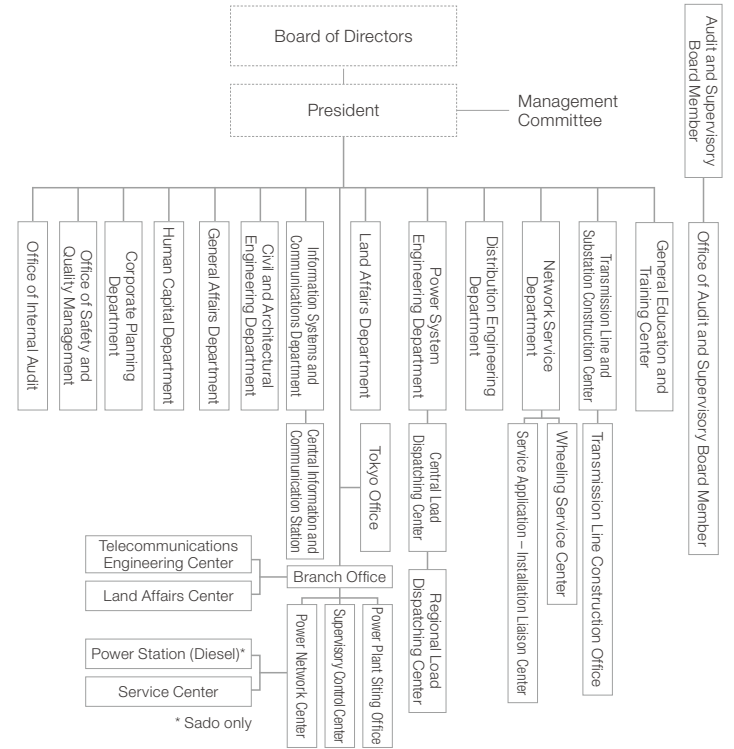 Board of Directors
President
Management
Committee
Audit and Supervisory
Board Member
Office of Internal Audit
Office of Safety and
Quality Management
Corporate Planning
Department
Human Capital Department
General Affairs Department
Civil and Architectural
Engineering Department
Information Systems and
Communications Department
Land Affairs Department
Power System
Engineering Department
Distribution Engineering
Department
Network Service
Department
Transmission Line and
Substation Construction Center
General Education and
Training Center
Office of Audit and Supervisory Board Member
Central Information and
Communication Station
Tokyo Office
Central Load
Dispatching Center
Service Application – Installation Liaison Center
Wheeling Service Center
Transmission Line Construction Office
Telecommunications
Engineering Center
Land Affairs Center
Branch Office
Regional Load
Dispatching Center
Power Network Center
Supervisory Control Center
Power Plant Siting Office
Power Station (Diesel)*
Service Center
* Sado only